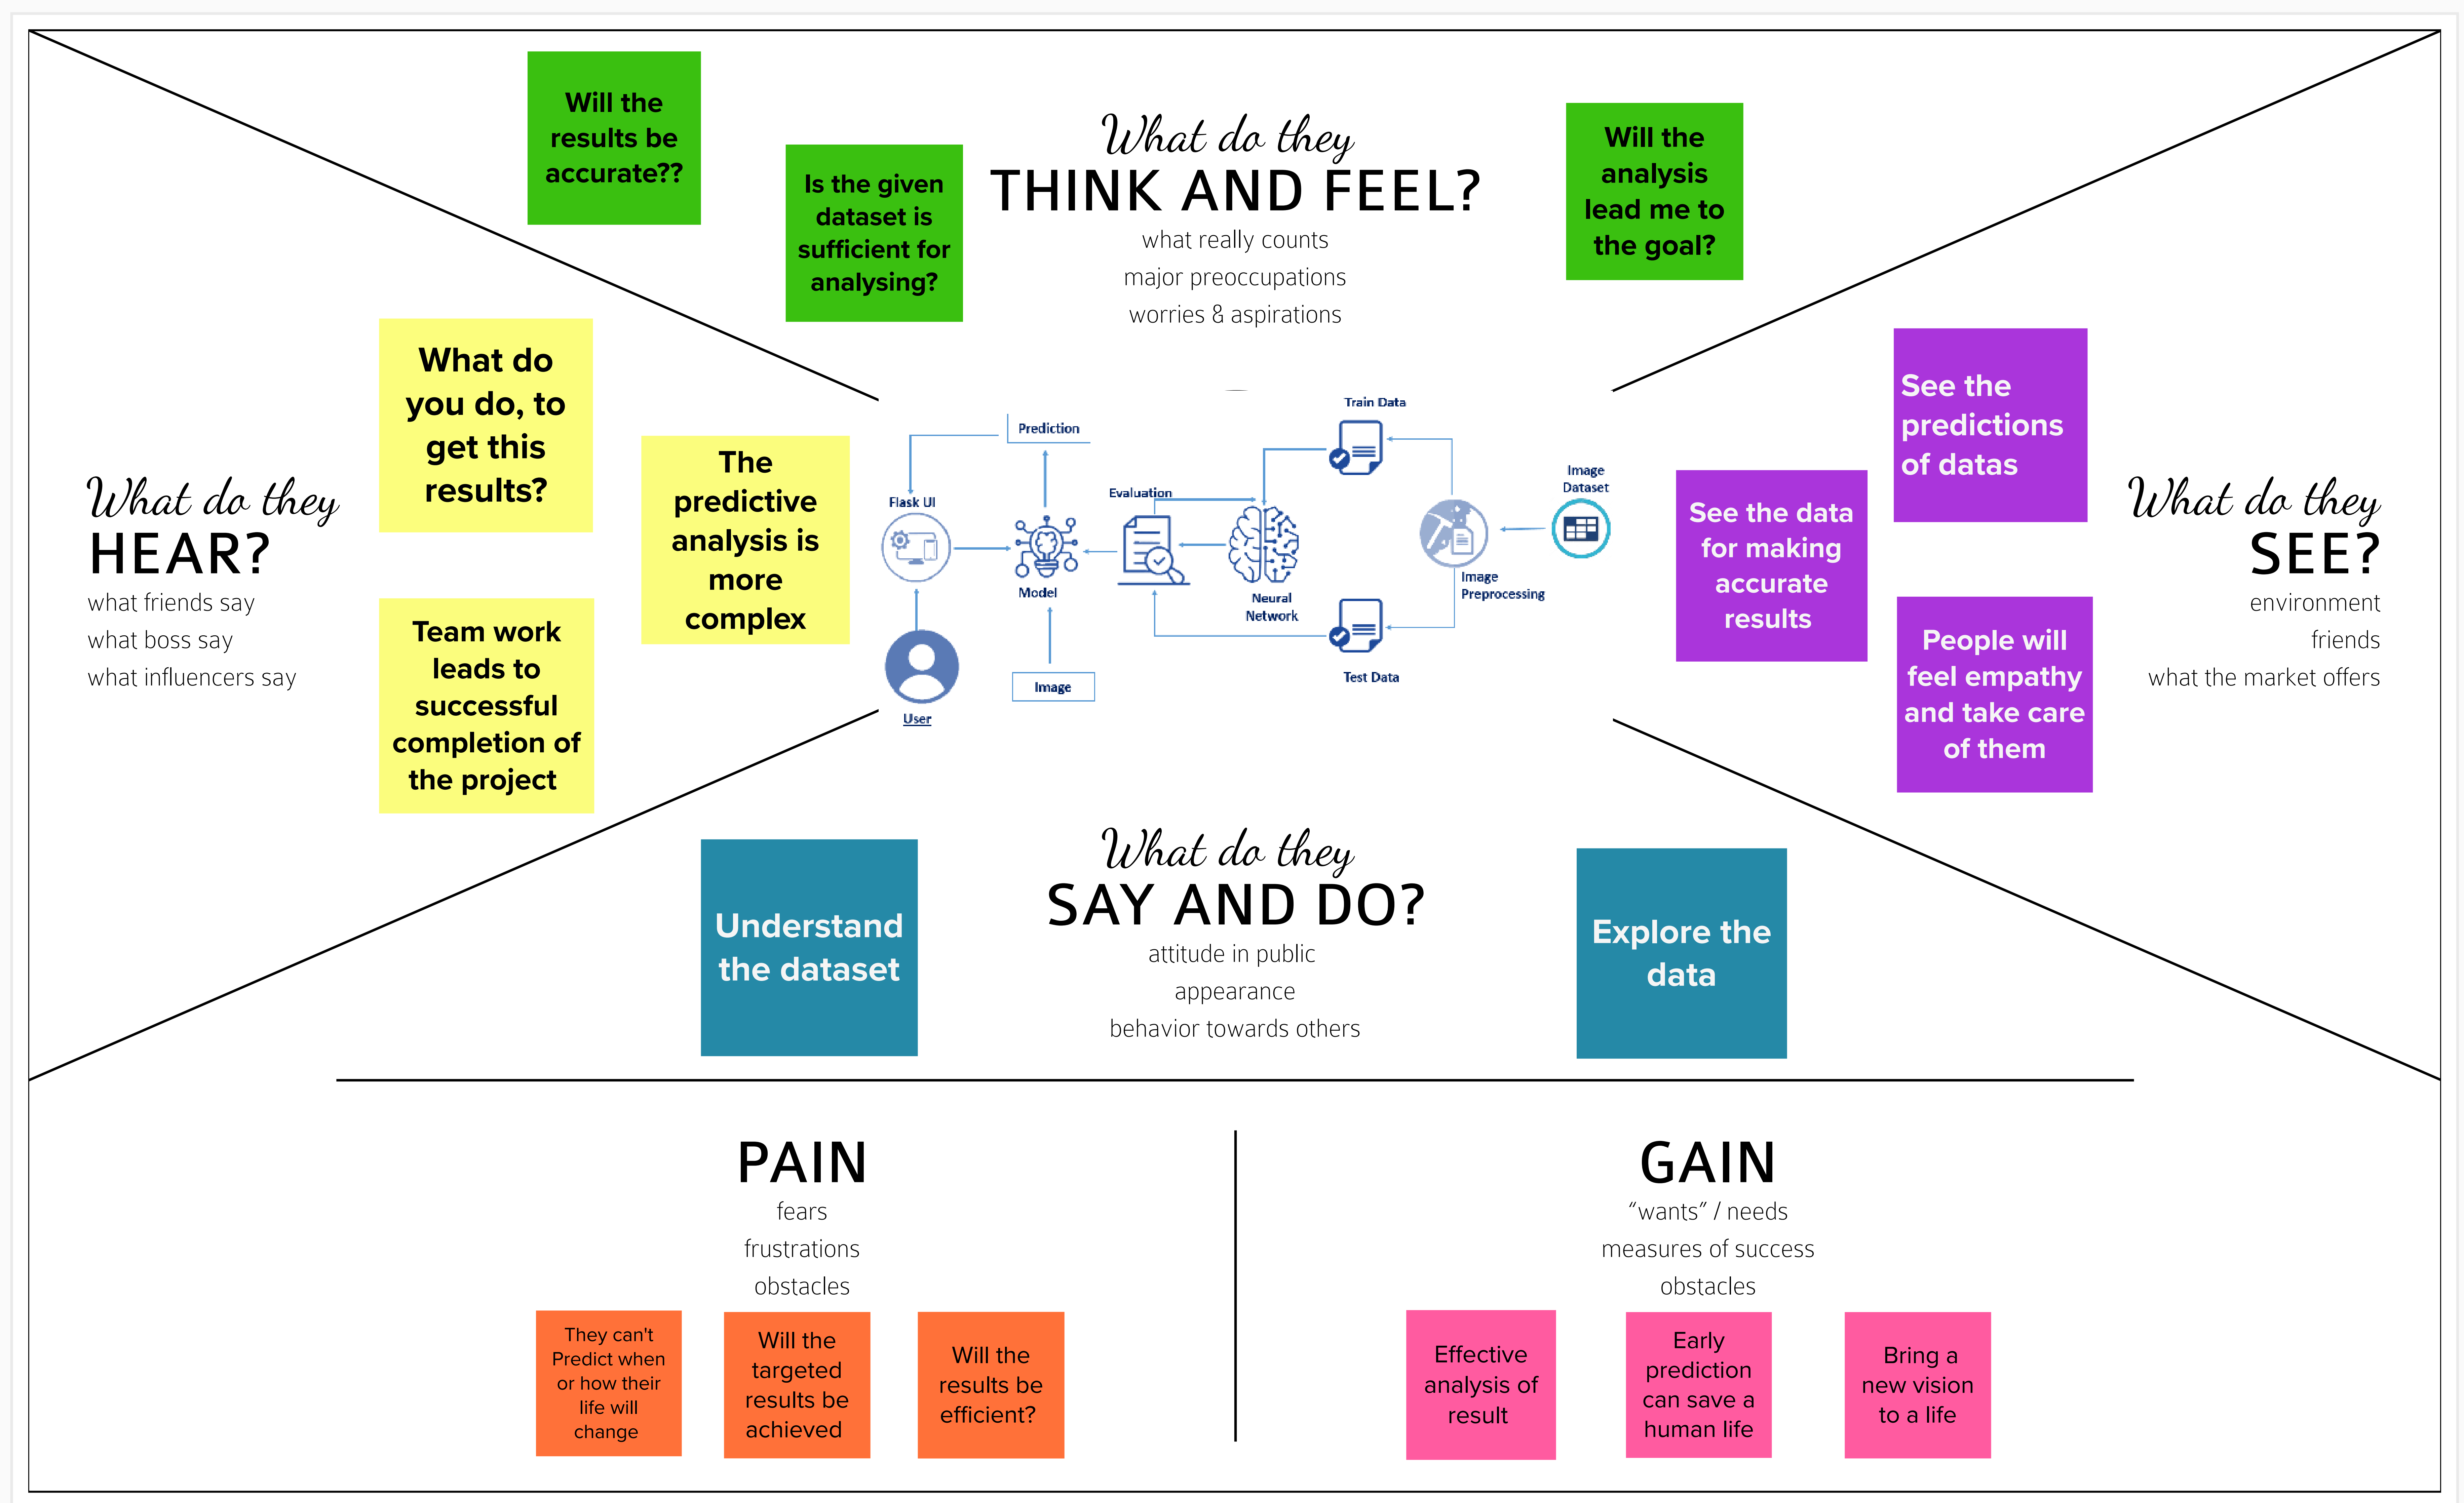 Will the
results be
accurate??
Is the given
dataset is
sufficient for
analysing?
What do they
THINK AND FEEL?
what really counts
major preoccupations
worries & aspirations
Will the
analysis
lead me to
the goal?
What do they
HEAR?
what friends say
what boss say
what influencers say
What do
you do, to
get this
results?
The
predictive
analysis is
more
complex
Team work
leads to
successful
completion of
the project
Prediction
Flask UI
Model
User
Image
Evaluation
Neural
Network
Train Data
Test Data
Image
Preprocessing
Image
Dataset
See the
predictions
of datas
See the data
for making
accurate
results
People will
feel empathy
and take care
of them
What do they
SEE?
environment
friends
what the market offers
Understand
the dataset
What do they
SAY AND DO?
attitude in public
appearance
behavior towards others
Explore the
data
PAIN
fears
frustrations
obstacles
They can't
Predict when
or how their
life will
change
Will the
targeted
results be
achieved
Will the
results be
efficient?
GAIN
“wants” / needs
measures of success
obstacles
Effective
analysis of
result
Early
prediction
can save a
human life
Bring a
new vision
to a life